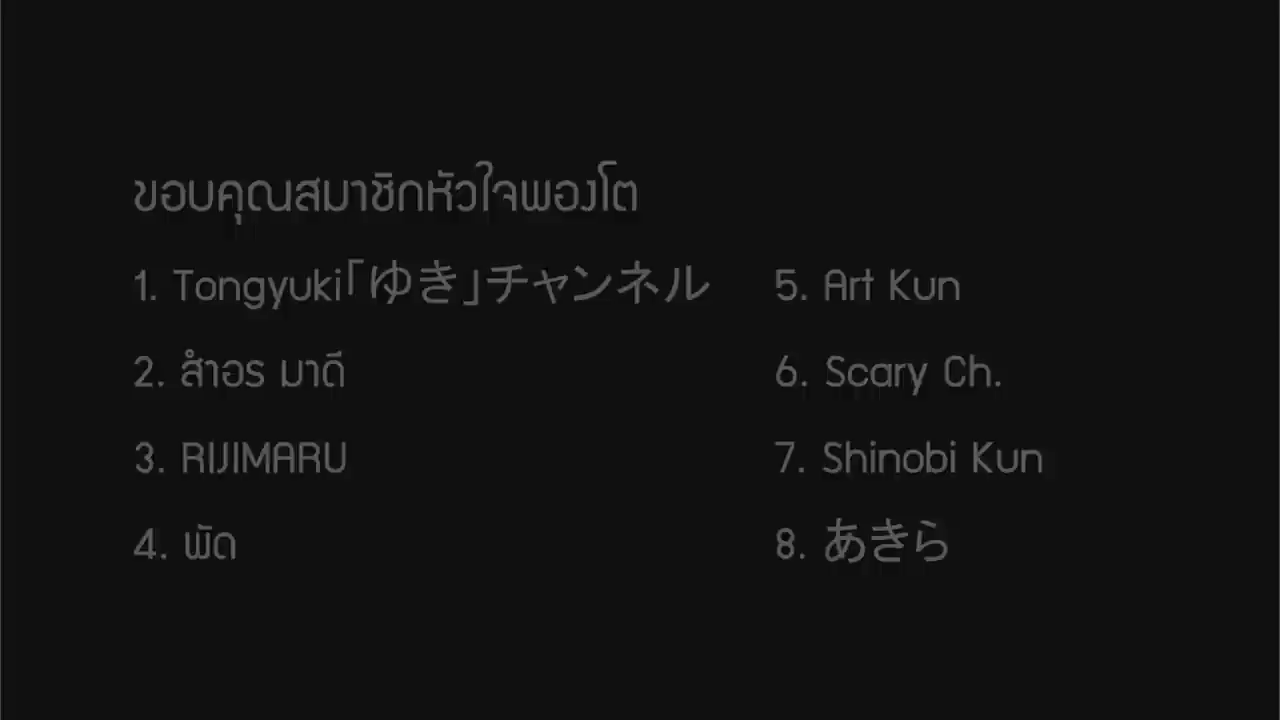 ขอบคุณสมาชิกหัวใจพองโต
1. Tongyuki「ゆき」チャンネル
2. สำอร มาดี
3. RIJIMARU
4. พัด
5. Art Kun
6. Scary Ch.
7. Shinobi Kun
8. あきら